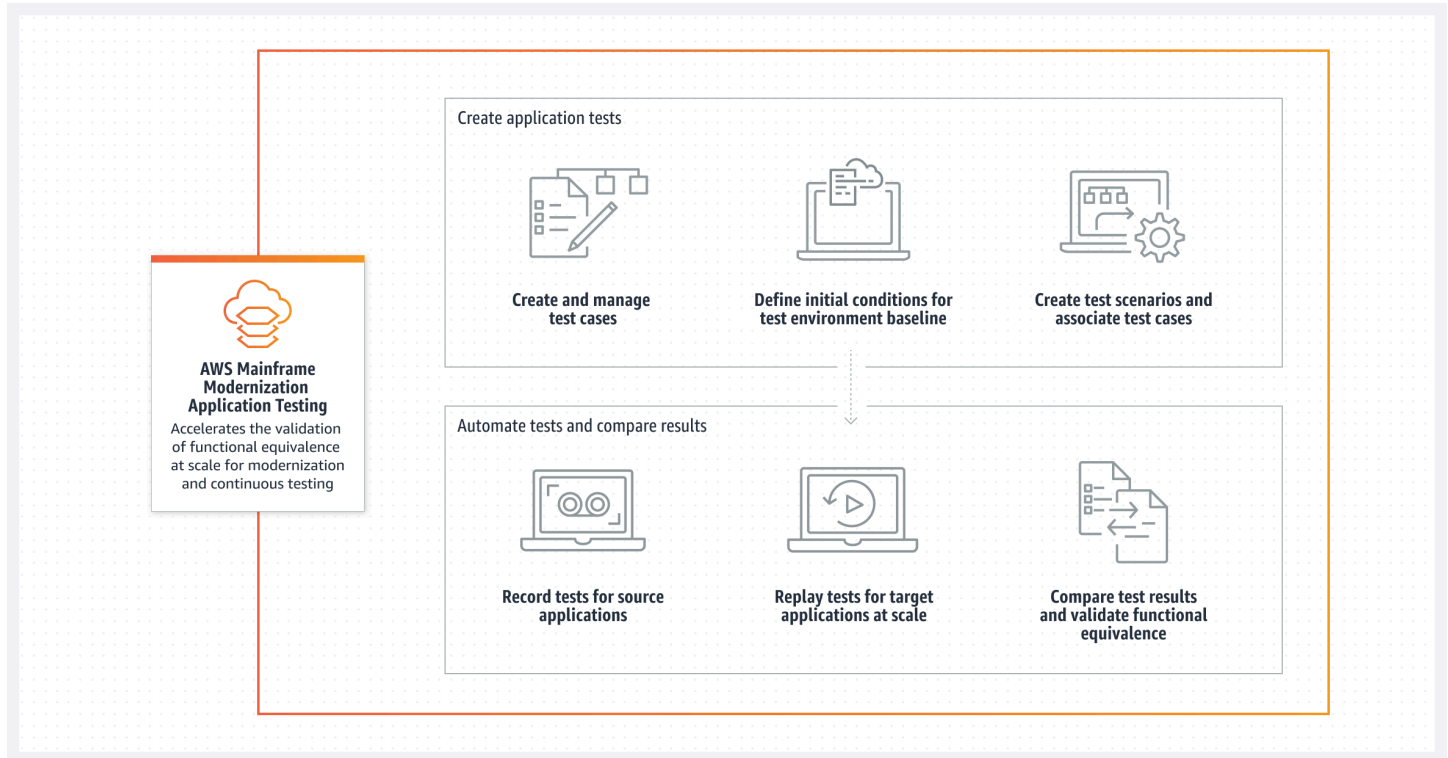 Create application tests
Create and manage
test cases
Define initial conditions for
test environment baseline
Create test scenarios and
associate test cases
AWS Mainframe
Modernization
Application Testing
Accelerates the validation
of functional equivalence
at scale for modernization
and continuous testing
Automate tests and compare results
Record tests for source
applications
Replay tests for target
applications at scale
Compare test results
and validate functional
equivalence